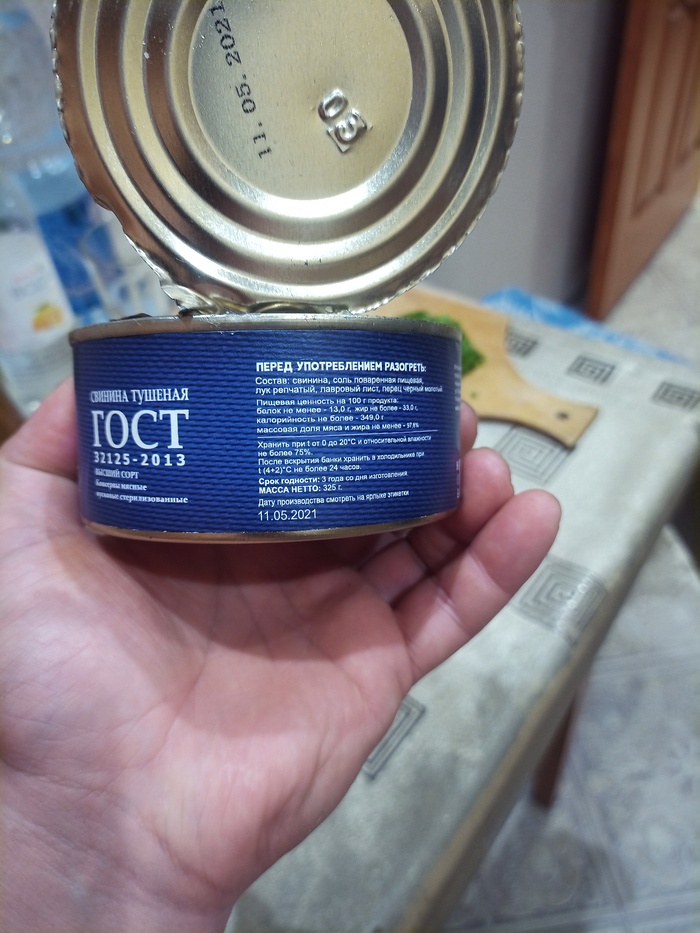 11.05.2021
03
СВИНИНА ТУШЕНАЯ
ГОСТ
32125-2013
ВЫСШИЙ СОРТ
Консервы мясные
кусковые стерилизованные
ПЕРЕД УПОТРЕБЛЕНИЕМ РАЗОГРЕТЬ:
Состав: свинина, соль поваренная пищевая,
лук репчатый, лавровый лист, перец черный молотый.
Пищевая ценность на 100 г продукта:
белок не менее - 13,0 г, жир не более - 33,0 г,
калорийность не более - 349,0 г
массовая доля мяса и жира не менее - 97,8%
Хранить при t от 0 до 20°С и относительной влажности
не более 75%.
После вскрытия банки хранить в холодильнике при
t (4+2)°С не более 24 часов.
Срок годности: 3 года со дня изготовления.
МАССА НЕТТО: 325 г.
Дату производства смотреть на ярлыке этикетки
11.05.2021